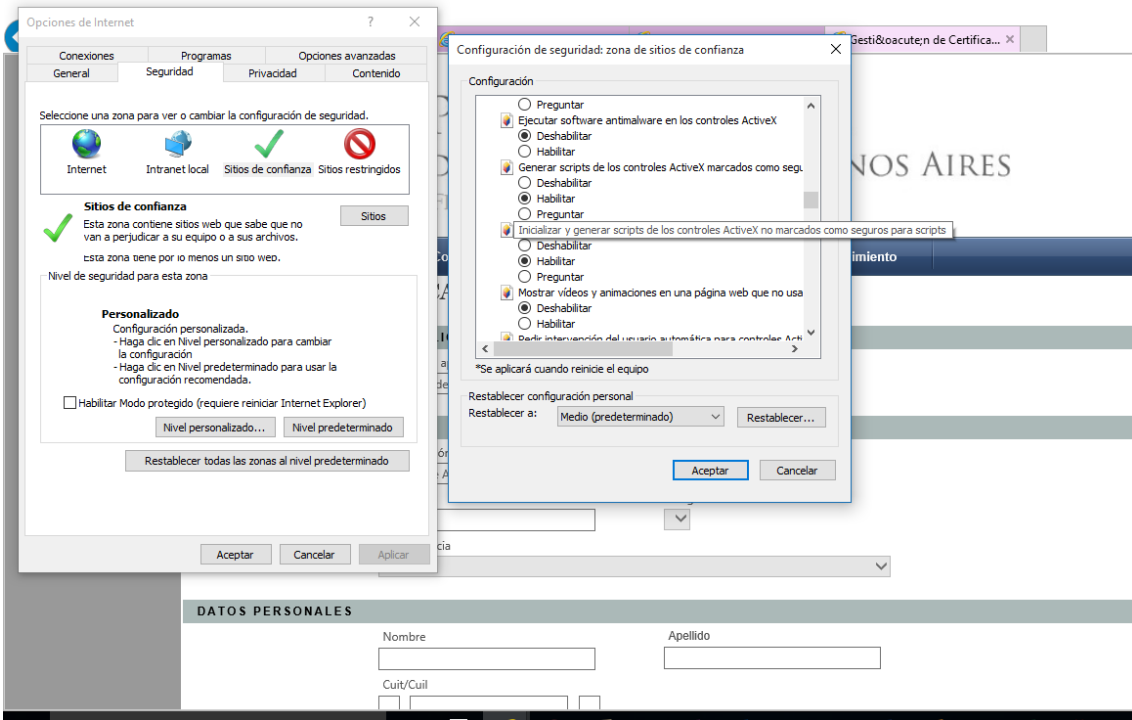 Opciones de Internet
?
Conexiones
Programas
Opciones avanzadas
General
Seguridad
Privacidad
Contenido
Seleccione una zona para ver o cambiar la configuración de seguridad.
Internet
Intranet local
Sitios de confianza
Sitios restringidos
Sitios de confianza
Sitios
Esta zona contiene sitios web que sabe que no
van a perjudicar a su equipo o a sus archivos.
Esta zona tiene por lo menos un sitio web.
Nivel de seguridad para esta zona
Personalizado
Configuración personalizada.
- Haga clic en Nivel personalizado para cambiar
la configuración
- Haga clic en Nivel predeterminado para usar la
configuración recomendada.
Habilitar Modo protegido (requiere reiniciar Internet Explorer)
Nivel personalizado...
Nivel predeterminado
Restablecer todas las zonas al nivel predeterminado
Aceptar
Cancelar
Aplicar
Gesti&toacute;n de Certifica...
Configuración de seguridad: zona de sitios de confianza
Configuración
Preguntar
Ejecutar software antimalware en los controles ActiveX
Deshabilitar
Habilitar
Generar scripts de los controles ActiveX marcados como segu
Deshabilitar
Habilitar
Preguntar
Inicializar y generar scripts de los controles ActiveX no marcados como seguros para scripts
Deshabilitar
Habilitar
Preguntar
Mostrar vídeos y animaciones en una página web que no usa
Deshabilitar
Habilitar
Pedir intervención del usuario automática para controles Acti
*Se aplicará cuando reinicie el equipo
Restablecer configuración personal
Restablecer a:
Medio (predeterminado)
Restablecer...
Aceptar
Cancelar
NOS AIRES
imiento
cia
DATOS PERSONALES
Nombre
Apellido
Cuit/Cuil